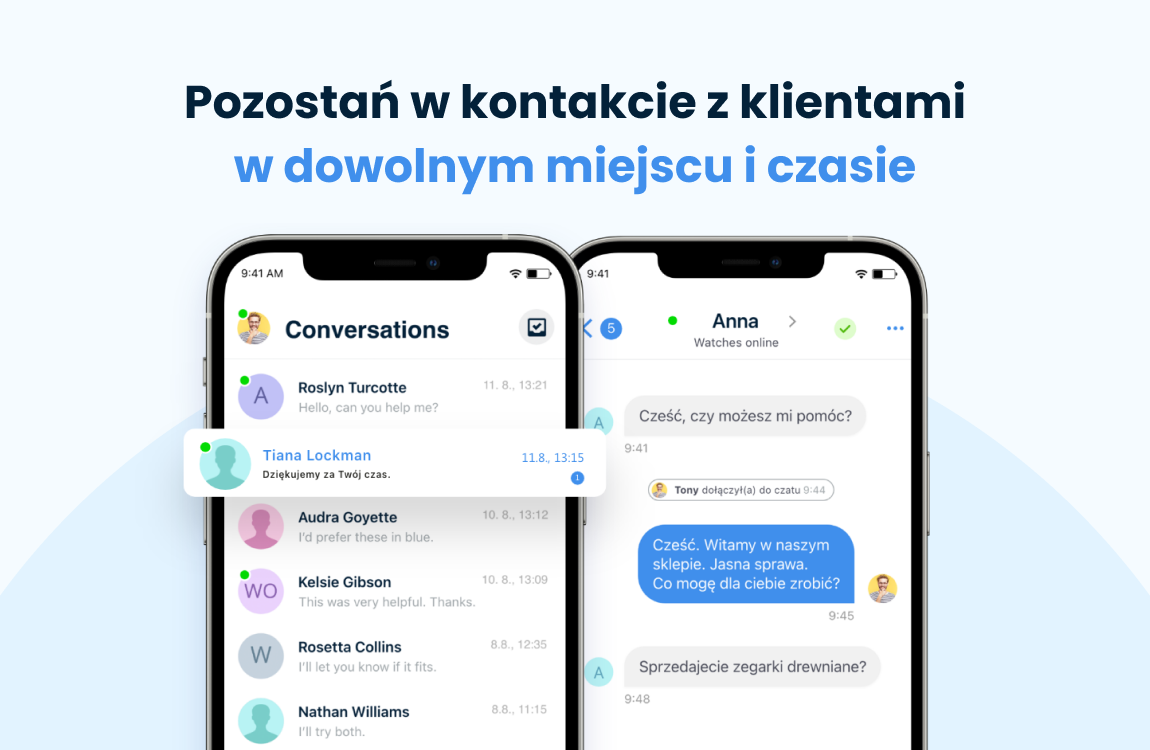 Pozostań w kontakcie z klientami
w dowolnym miejscu i czasie
9:41 AM
Conversations
A
Roslyn Turcotte
11. 8., 13:21
Hello, can you help me?
Tiana Lockman
11.8., 13:15
Dziękujemy za Twój czas.
1
Audra Goyette
10. 8., 13:12
I'd prefer these in blue.
WO
Kelsie Gibson
10. 8., 13:09
This was very helpful. Thanks.
W
Rosetta Collins
8.8., 12:35
I'll let you know if it fits.
Nathan Williams
8.8., 11:15
I'll try both.
9:41
5
Anna
Watches online
A
Cześć, czy możesz mi pomóc?
9:41
Tony dołączył(a) do czatu 9:44
Cześć. Witamy w naszym
sklepie. Jasna sprawa.
Co mogę dla ciebie zrobić?
9:45
A
Sprzedajecie zegarki drewniane?
9:48